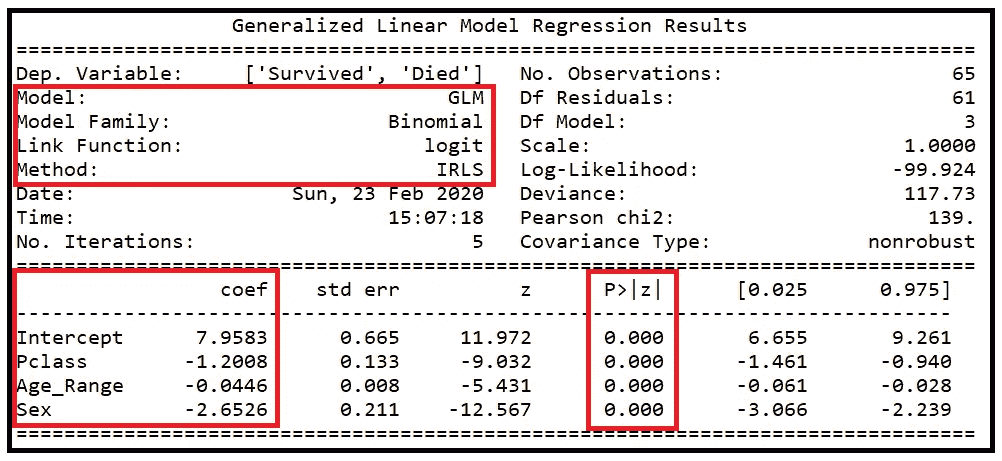 Generalized Linear Model Regression Results
==============================================================================
Dep. Variable: ['Survived', 'Died'] No. Observations: 65
Model: GLM Df Residuals: 61
Model Family: Binomial Df Model: 3
Link Function: logit Scale: 1.0000
Method: IRLS Log-Likelihood: -99.924
Date: Sun, 23 Feb 2020 Deviance: 117.73
Time: 15:07:18 Pearson chi2: 139.
No. Iterations: 5 Covariance Type: nonrobust
==============================================================================
coef std err z P>|z| [0.025 0.975]
------------------------------------------------------------------------------
Intercept 7.9583 0.665 11.972 0.000 6.655 9.261
Pclass -1.2008 0.133 -9.032 0.000 -1.461 -0.940
Age_Range -0.0446 0.008 -5.431 0.000 -0.061 -0.028
Sex -2.6526 0.211 -12.567 0.000 -3.066 -2.239
==============================================================================